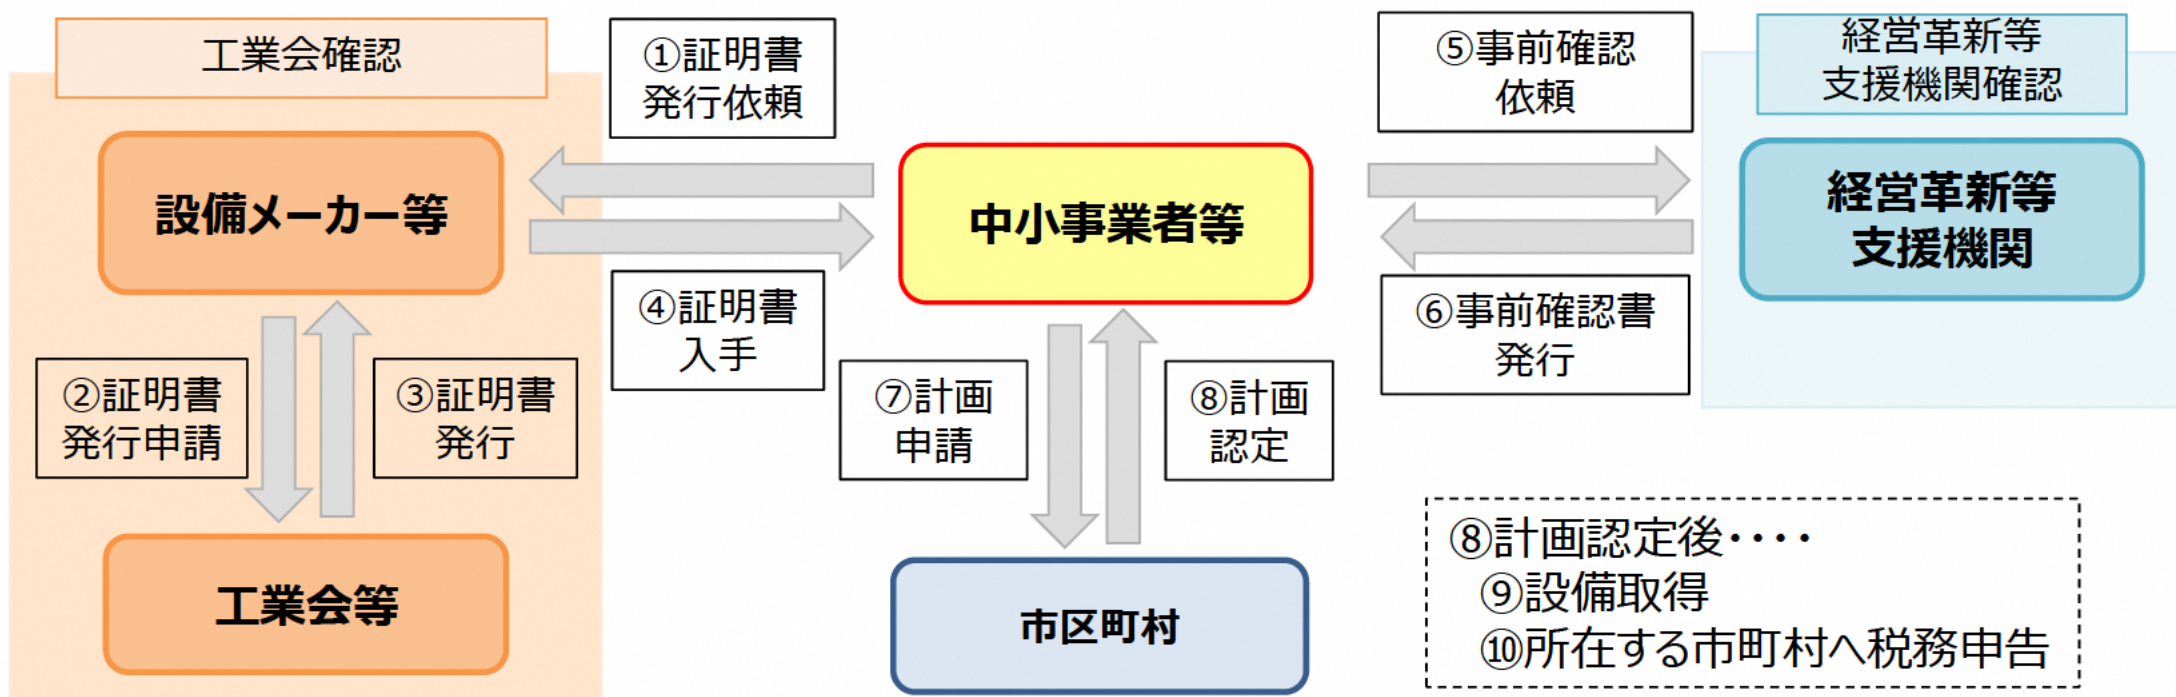 工業会確認
①証明書
発行依頼
⑤事前確認
依頼
経営革新等
支援機関確認
設備メーカー等
中小事業者等
経営革新等
支援機関
④証明書
入手
⑥事前確認書
発行
②証明書
発行申請
③証明書
発行
⑦計画
申請
⑧計画
認定
工業会等
市区町村
⑧計画認定後････
⑨設備取得
⑩所在する市町村へ税務申告